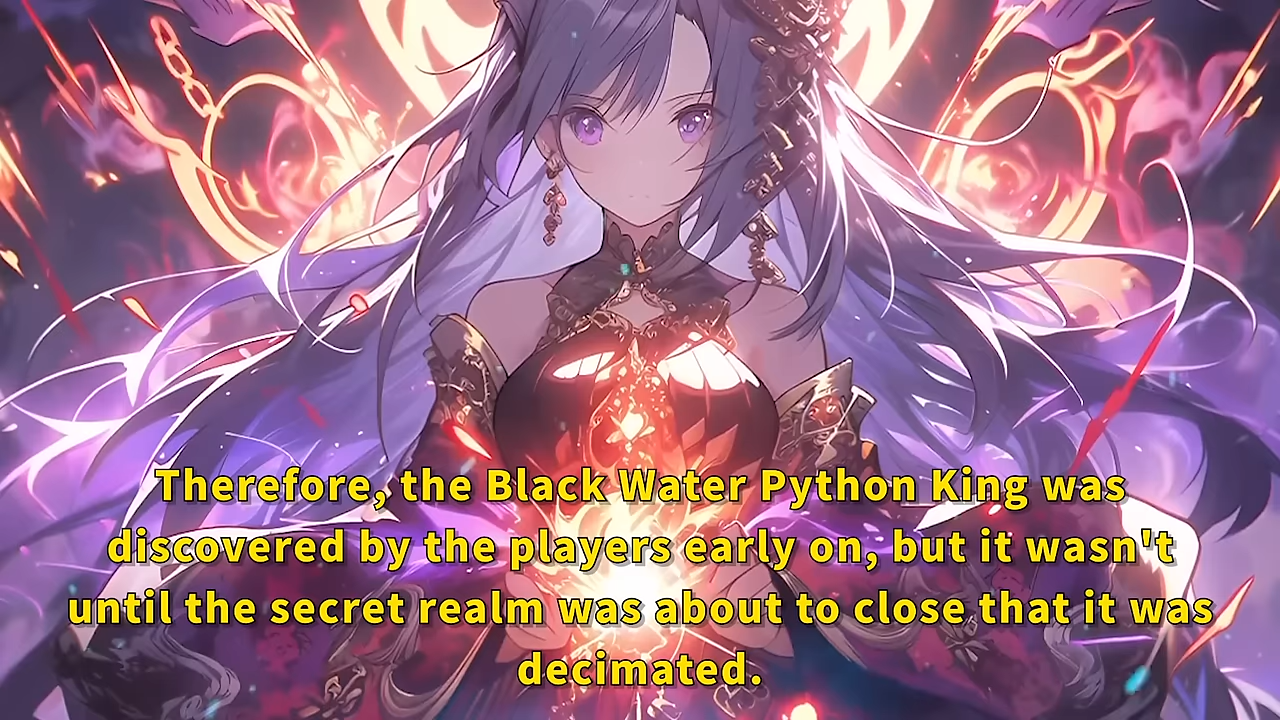 Therefore, the Black Water Python King was
discovered by the players early on, but it wasn't
until the secret realm was about to close that it was
decimated.